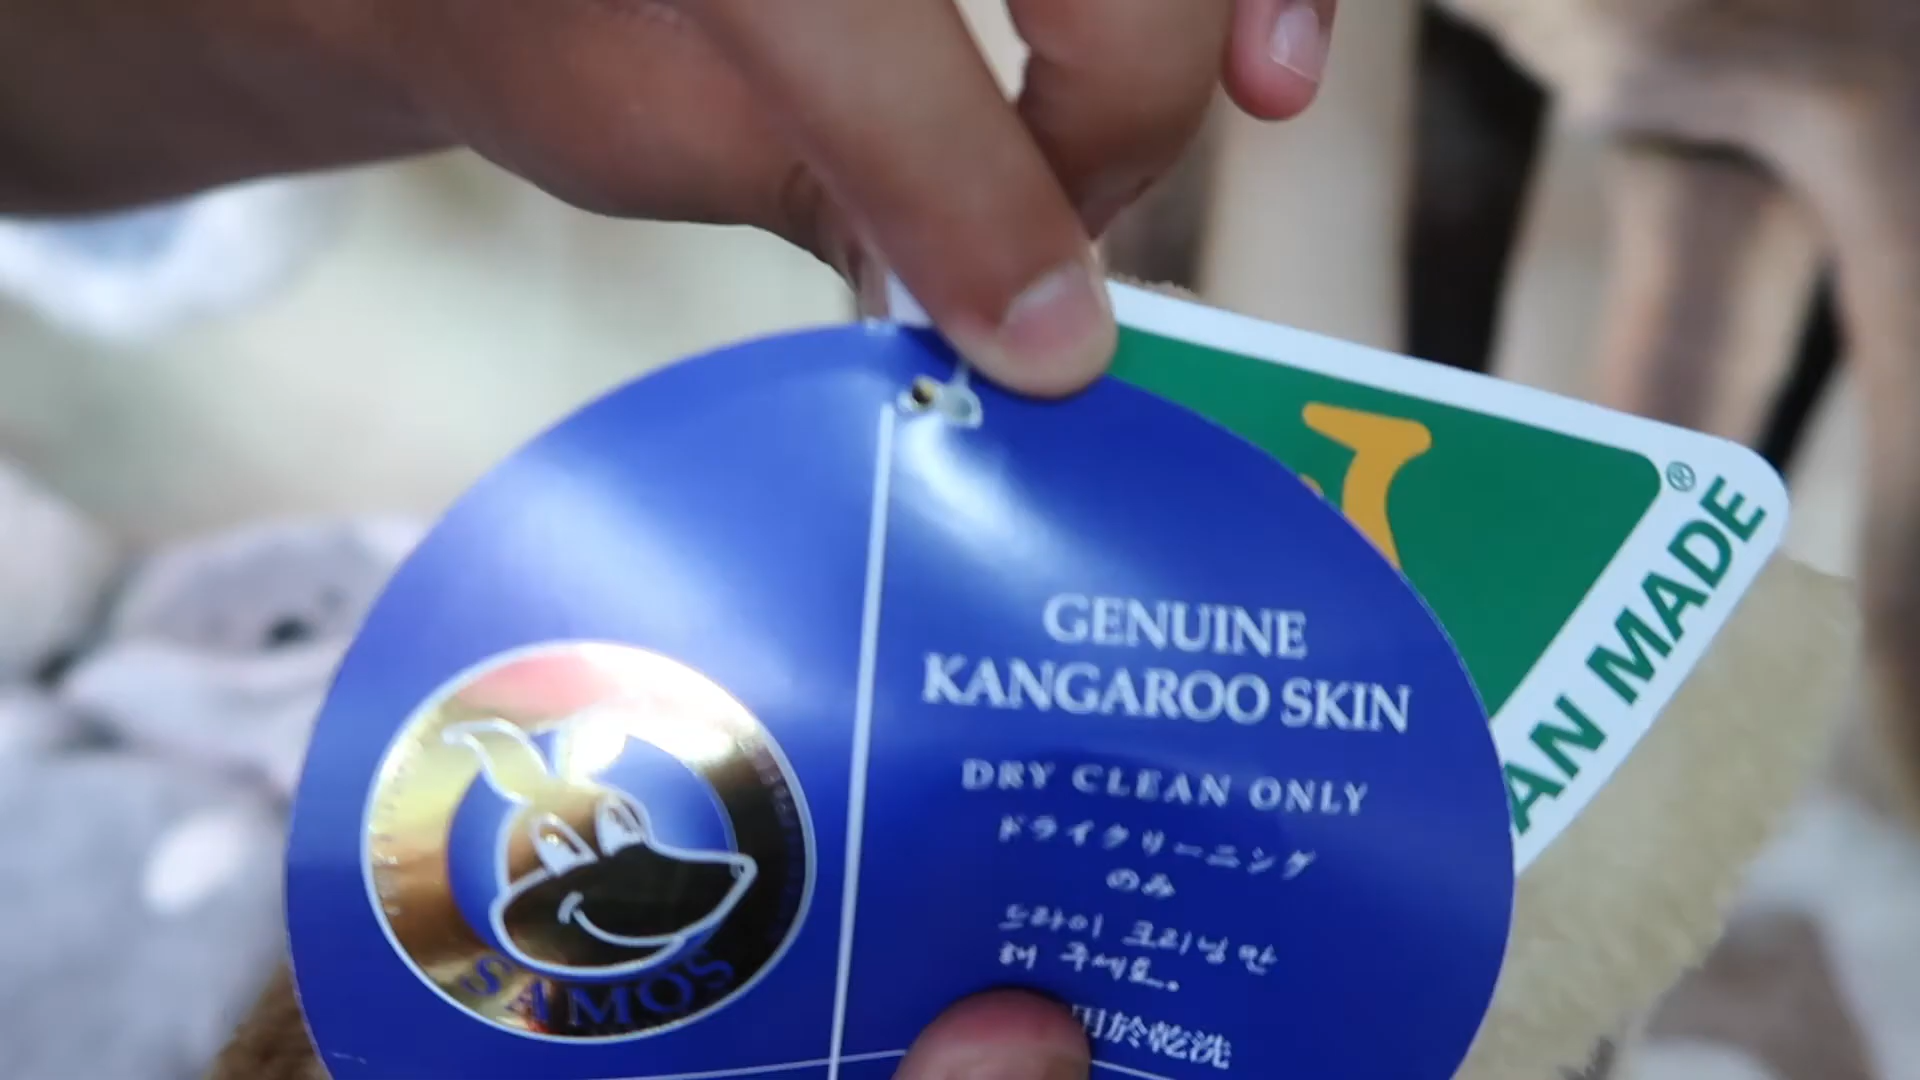 SAMOS
GENUINE
KANGAROO SKIN
DRY CLEAN ONLY
ドライクリーニング
のみ
드라이 크리닝만
해 주세요.
用於乾洗
®
AN MADE